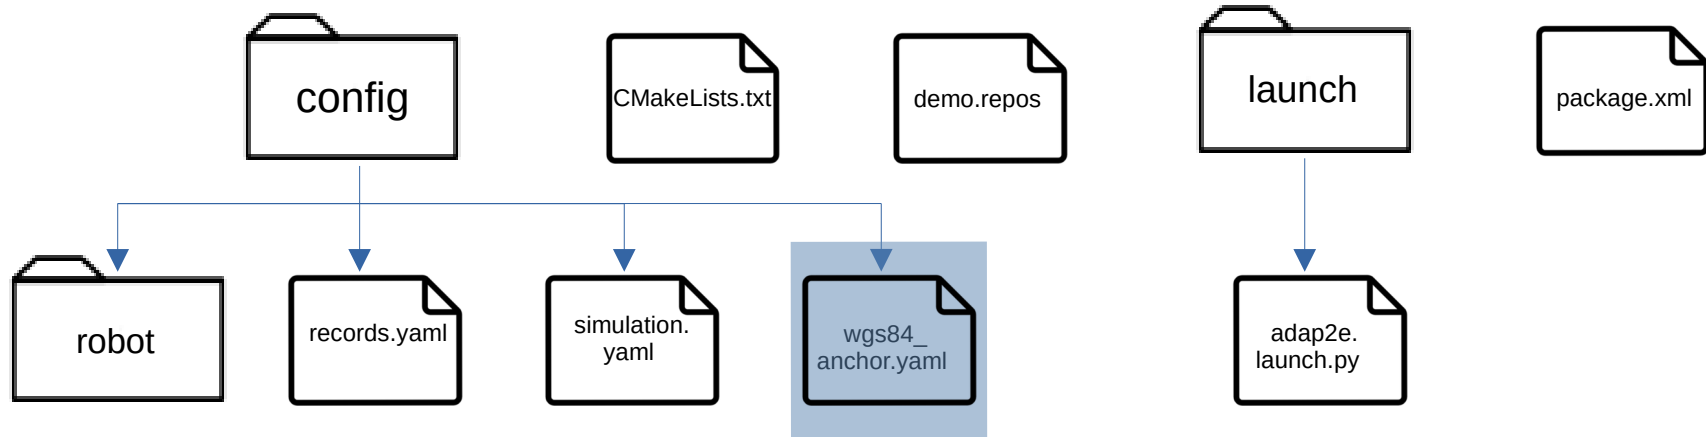 config
CMakeLists.txt
demo.repos
launch
package.xml
robot
records.yaml
simulation.
yaml
wgs84_
anchor.yaml
adap2e.
launch.py